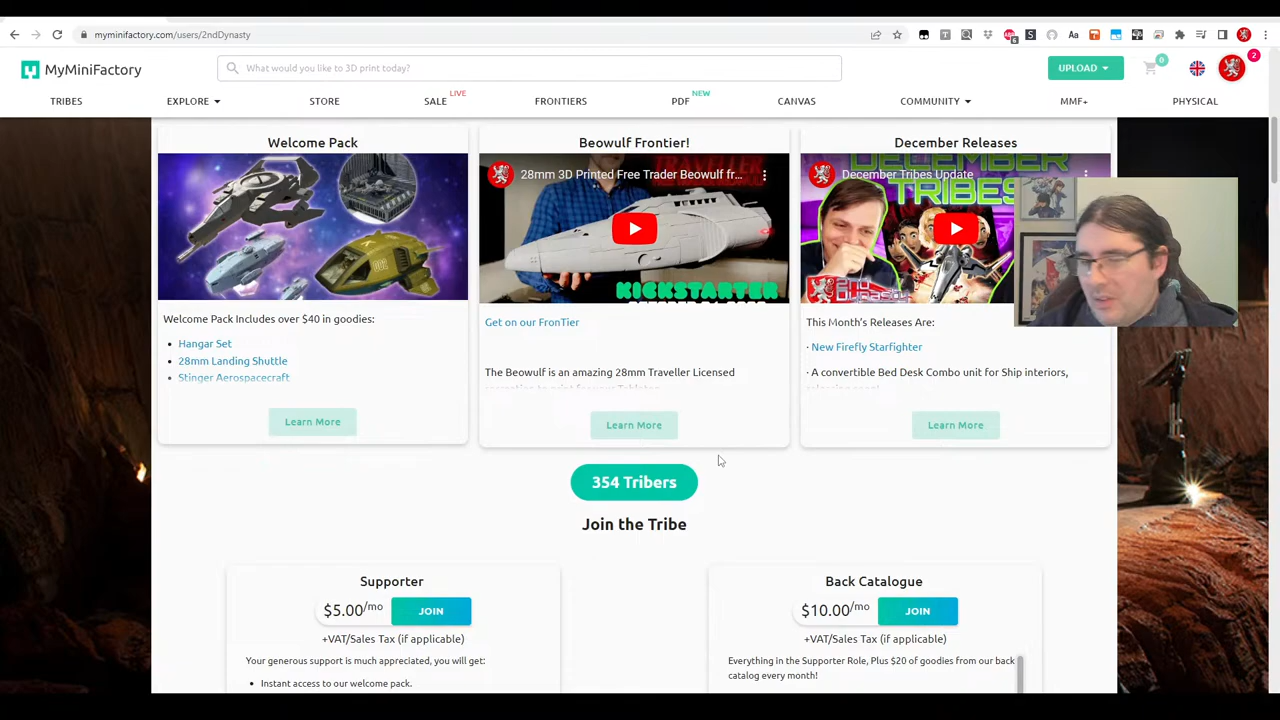 myminifactory.com/users/2ndDynasty
MyMiniFactory
What would you like to 3D print today?
UPLOAD
0
2
TRIBES
EXPLORE
STORE
SALE
LIVE
FRONTIERS
PDF
NEW
CANVAS
COMMUNITY
MMF+
PHYSICAL
Welcome Pack
Welcome Pack Includes over $40 in goodies:
• Hangar Set
• 28mm Landing Shuttle
• Stinger Aerospacecraft
Learn More
Beowulf Frontier!
28mm 3D Printed Free Trader Beowulf fr...
TRAVELLER
KICKSTARTER
Get on our FronTier
The Beowulf is an amazing 28mm Traveller Licensed
Learn More
December Releases
December Tribes Update
DECEMBER
TRIBES
2nd Dynasty
This Month's Releases Are:
· New Firefly Starfighter
· A convertible Bed Desk Combo unit for Ship interiors,
Learn More
354 Tribers
Join the Tribe
Supporter
$5.00/mo
JOIN
+VAT/Sales Tax (if applicable)
Your generous support is much appreciated, you will get:
• Instant access to our welcome pack.
Back Catalogue
$10.00/mo
JOIN
+VAT/Sales Tax (if applicable)
Everything in the Supporter Role, Plus $20 of goodies from our back
catalog every month!